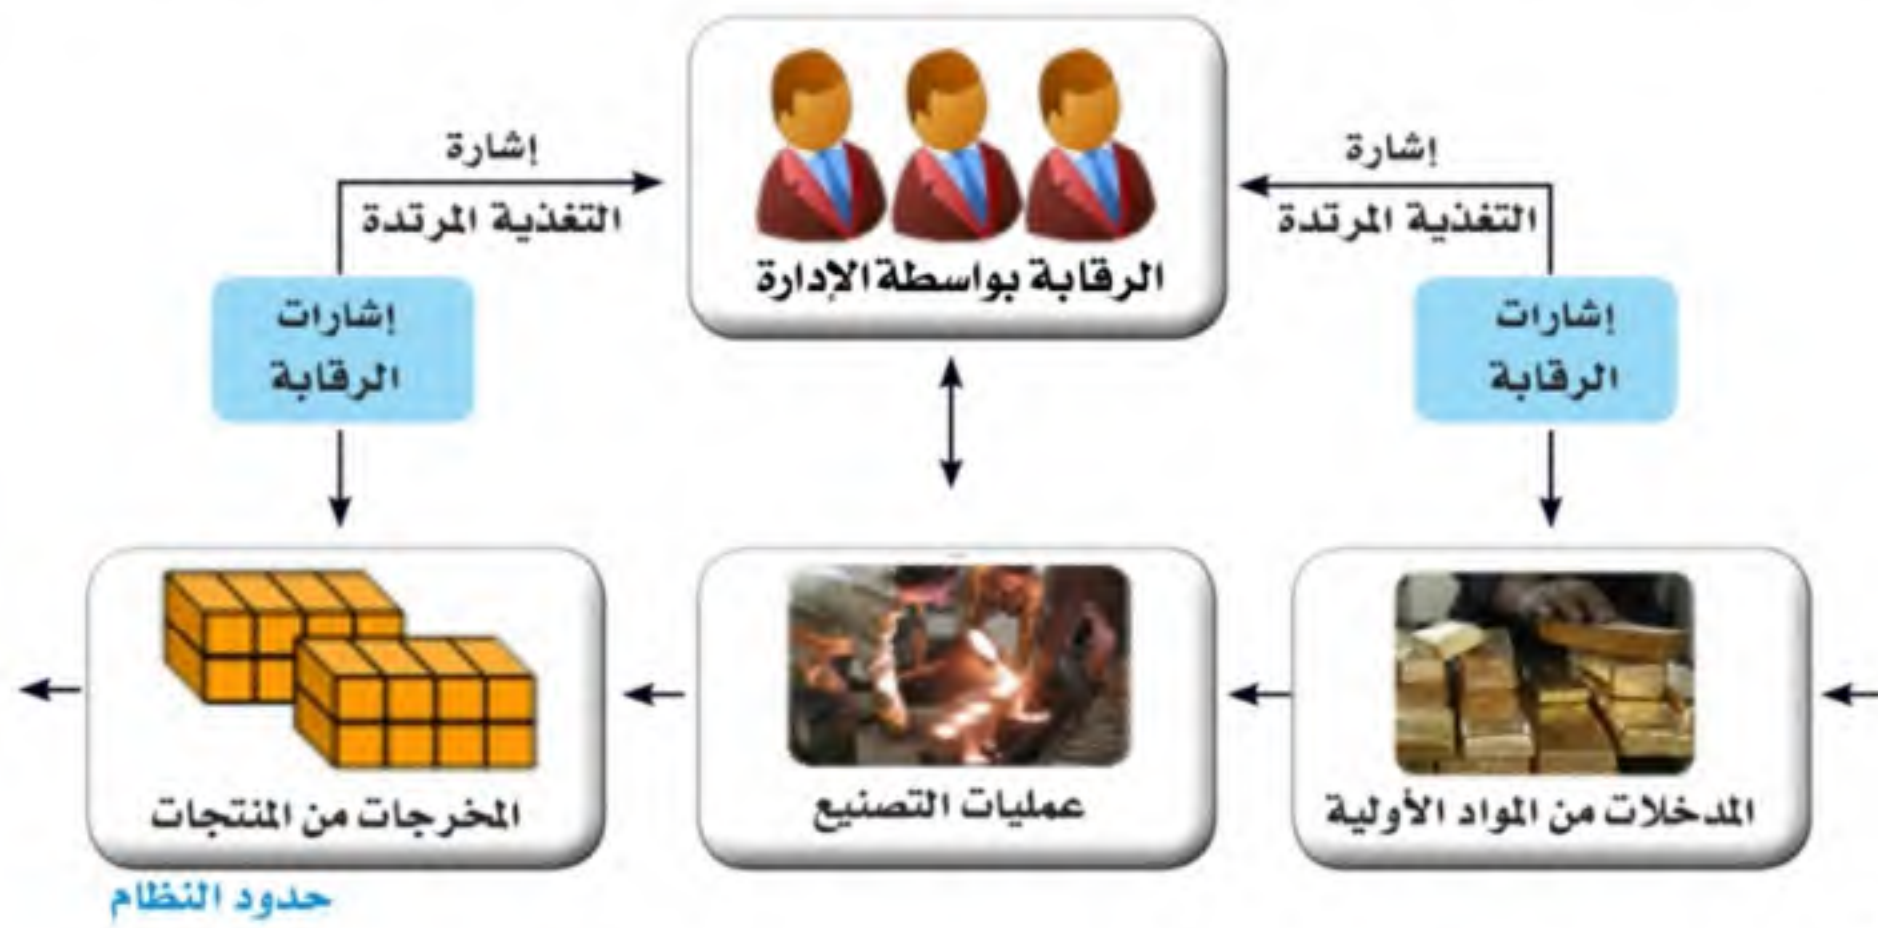 إشارة
التغذية المرتدة
الرقابة بواسطة الإدارة
إشارة
التغذية المرتدة
إشارات
الرقابة
إشارات
الرقابة
المدخلات من المواد الأولية
عمليات التصنيع
المخرجات من المنتجات
حدود النظام